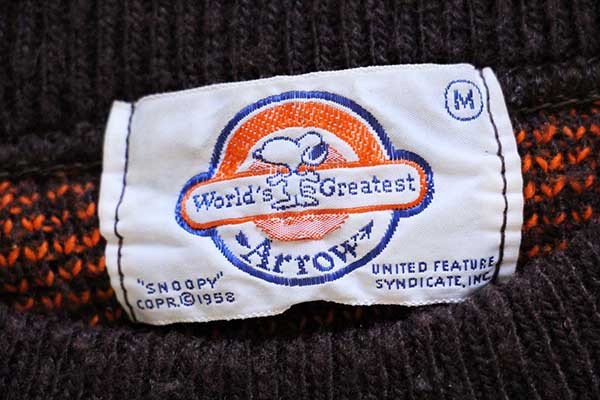 M
World's Greatest
Arrow
"SNOOPY"
COPR.©1958
UNITED FEATURE
SYNDICATE, INC.